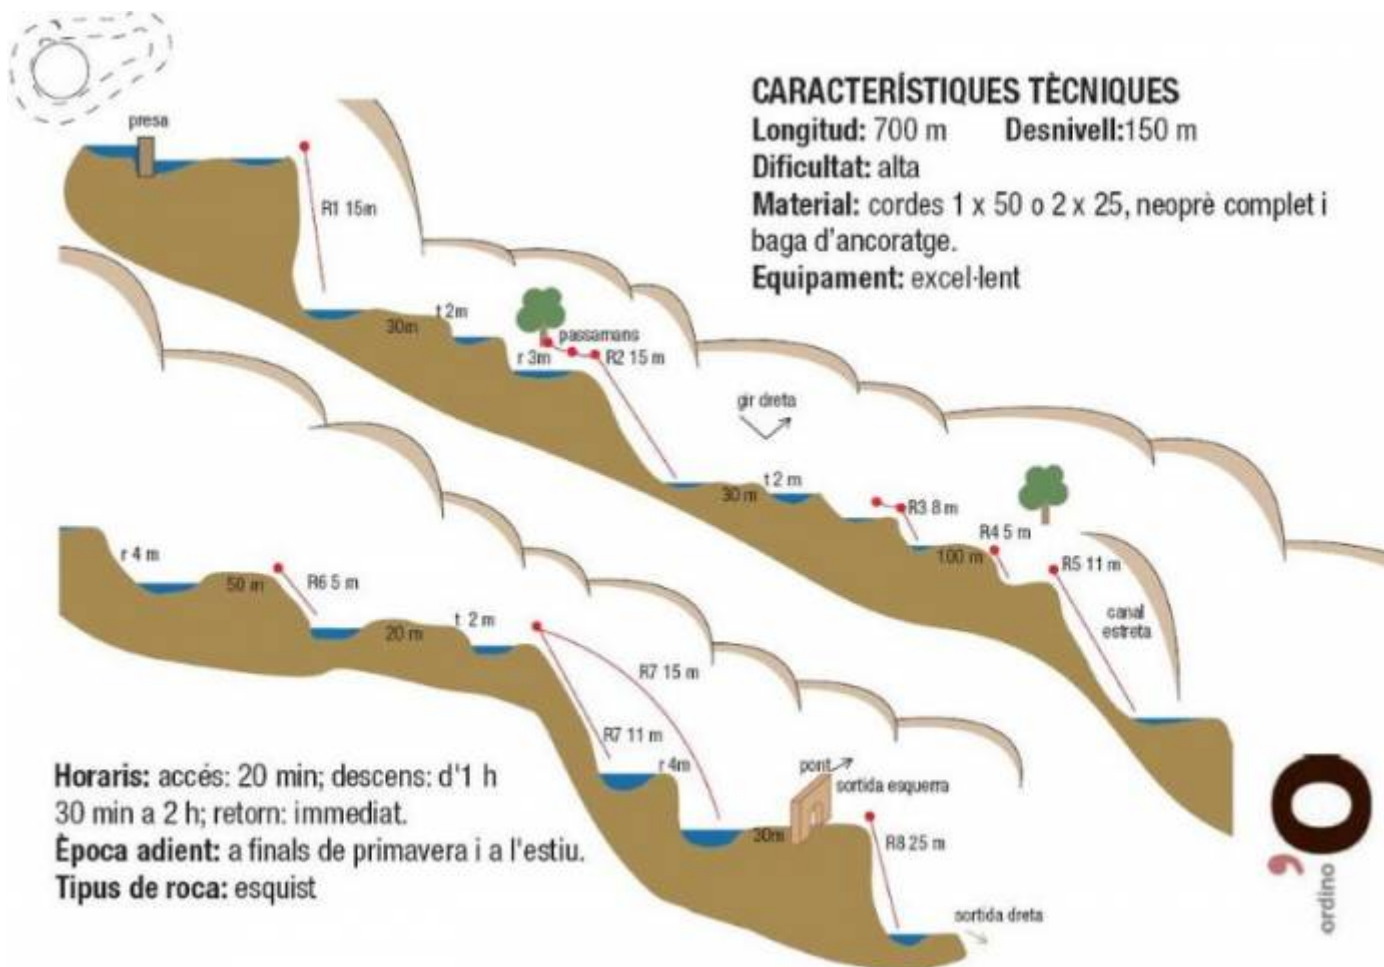 CARACTERÍSTIQUES TÈCNIQUES
Longitud: 700 m Desnivell:150 m
Dificultat: alta
Material: cordes 1 x 50 o 2 x 25, neoprè complet i
baga d'ancoratge.
Equipament: excel·lent
presa
R1 15m
30m
t 2m
r 3m
passamans
R2 15 m
gir dreta
30 m
t 2 m
R3 8 m
100 m
R4 5 m
R5 11 m
canal
estreta
r 4 m
50 m
R6 5 m
20 m
t 2 m
R7 15 m
R7 11 m
r 4m
30m
pont
sortida esquerra
R8 25 m
sortida dreta
Horaris: accés: 20 min; descens: d'1 h
30 min a 2 h; retorn: immediat.
Època adient: a finals de primavera i a l'estiu.
Tipus de roca: esquist
ordino